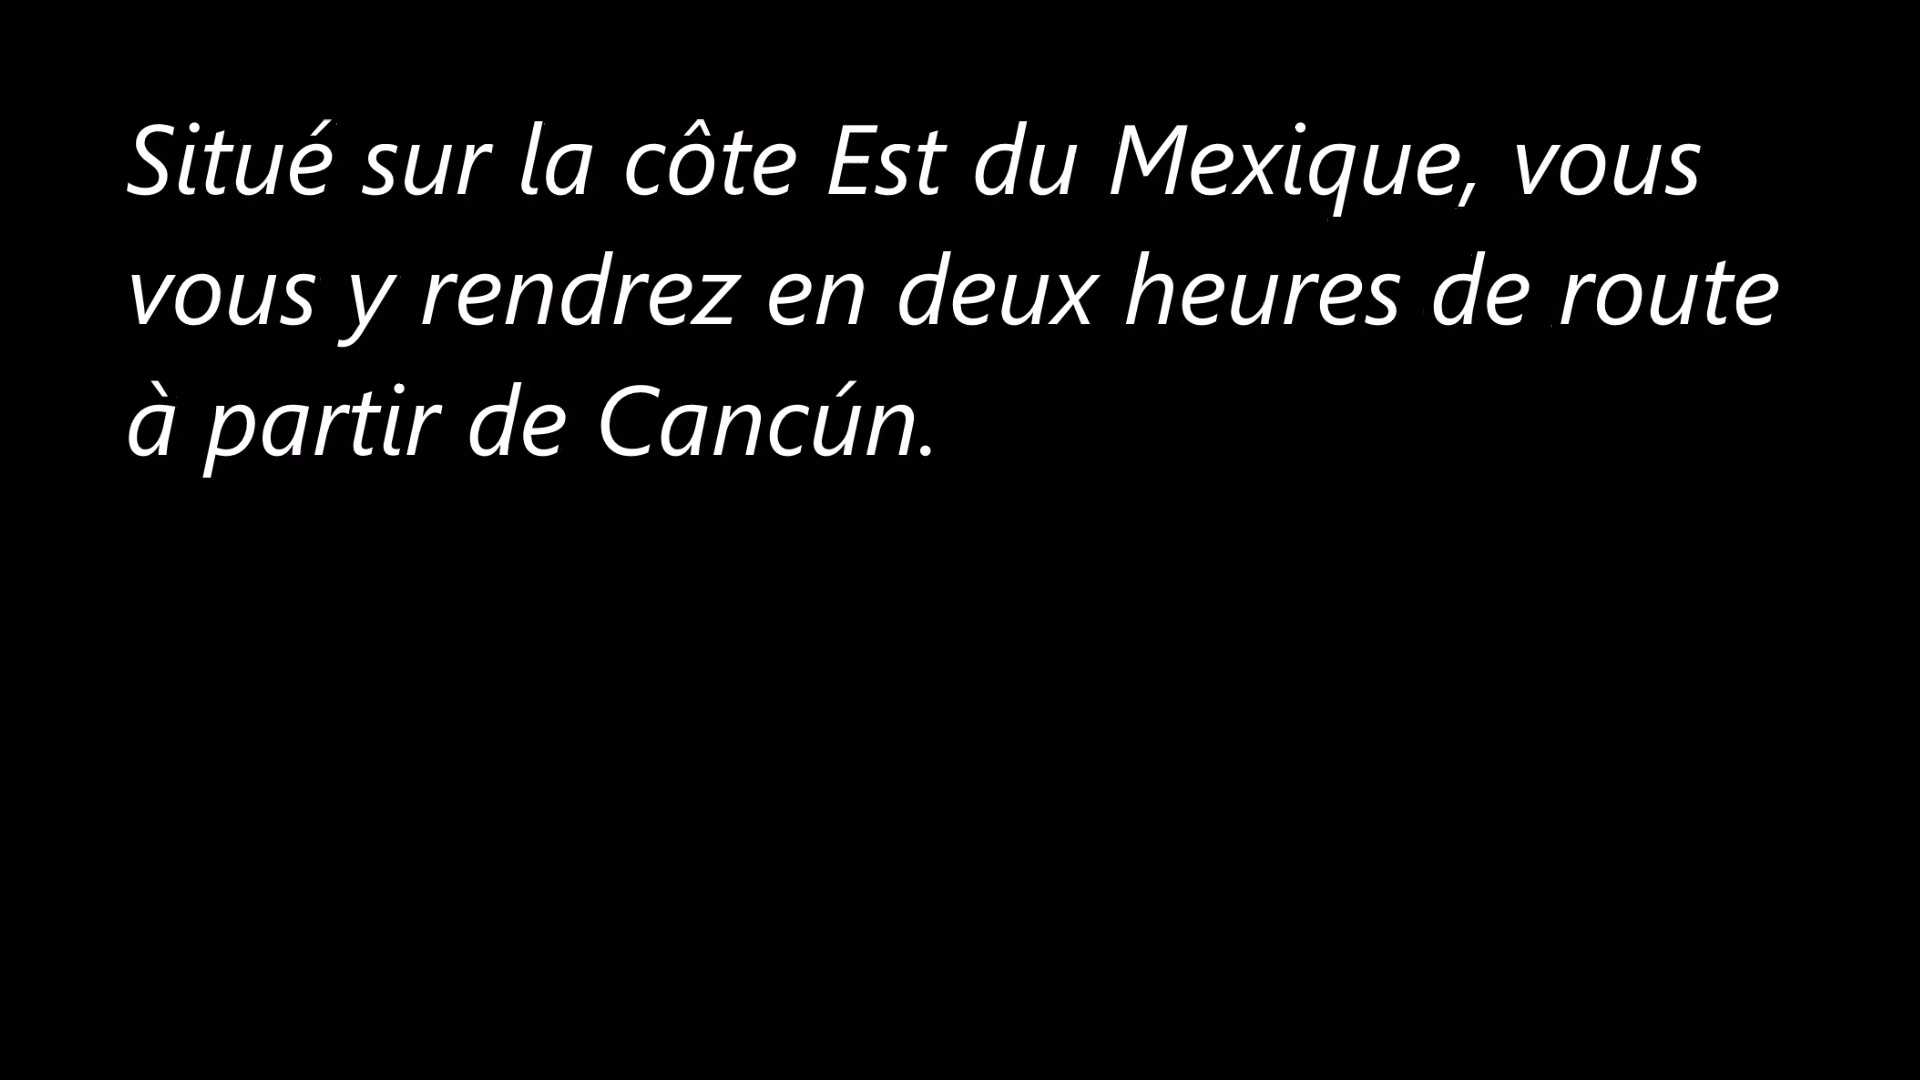 Situé sur la côte Est du Mexique, vous
vous y rendrez en deux heures de route
à partir de Cancún.